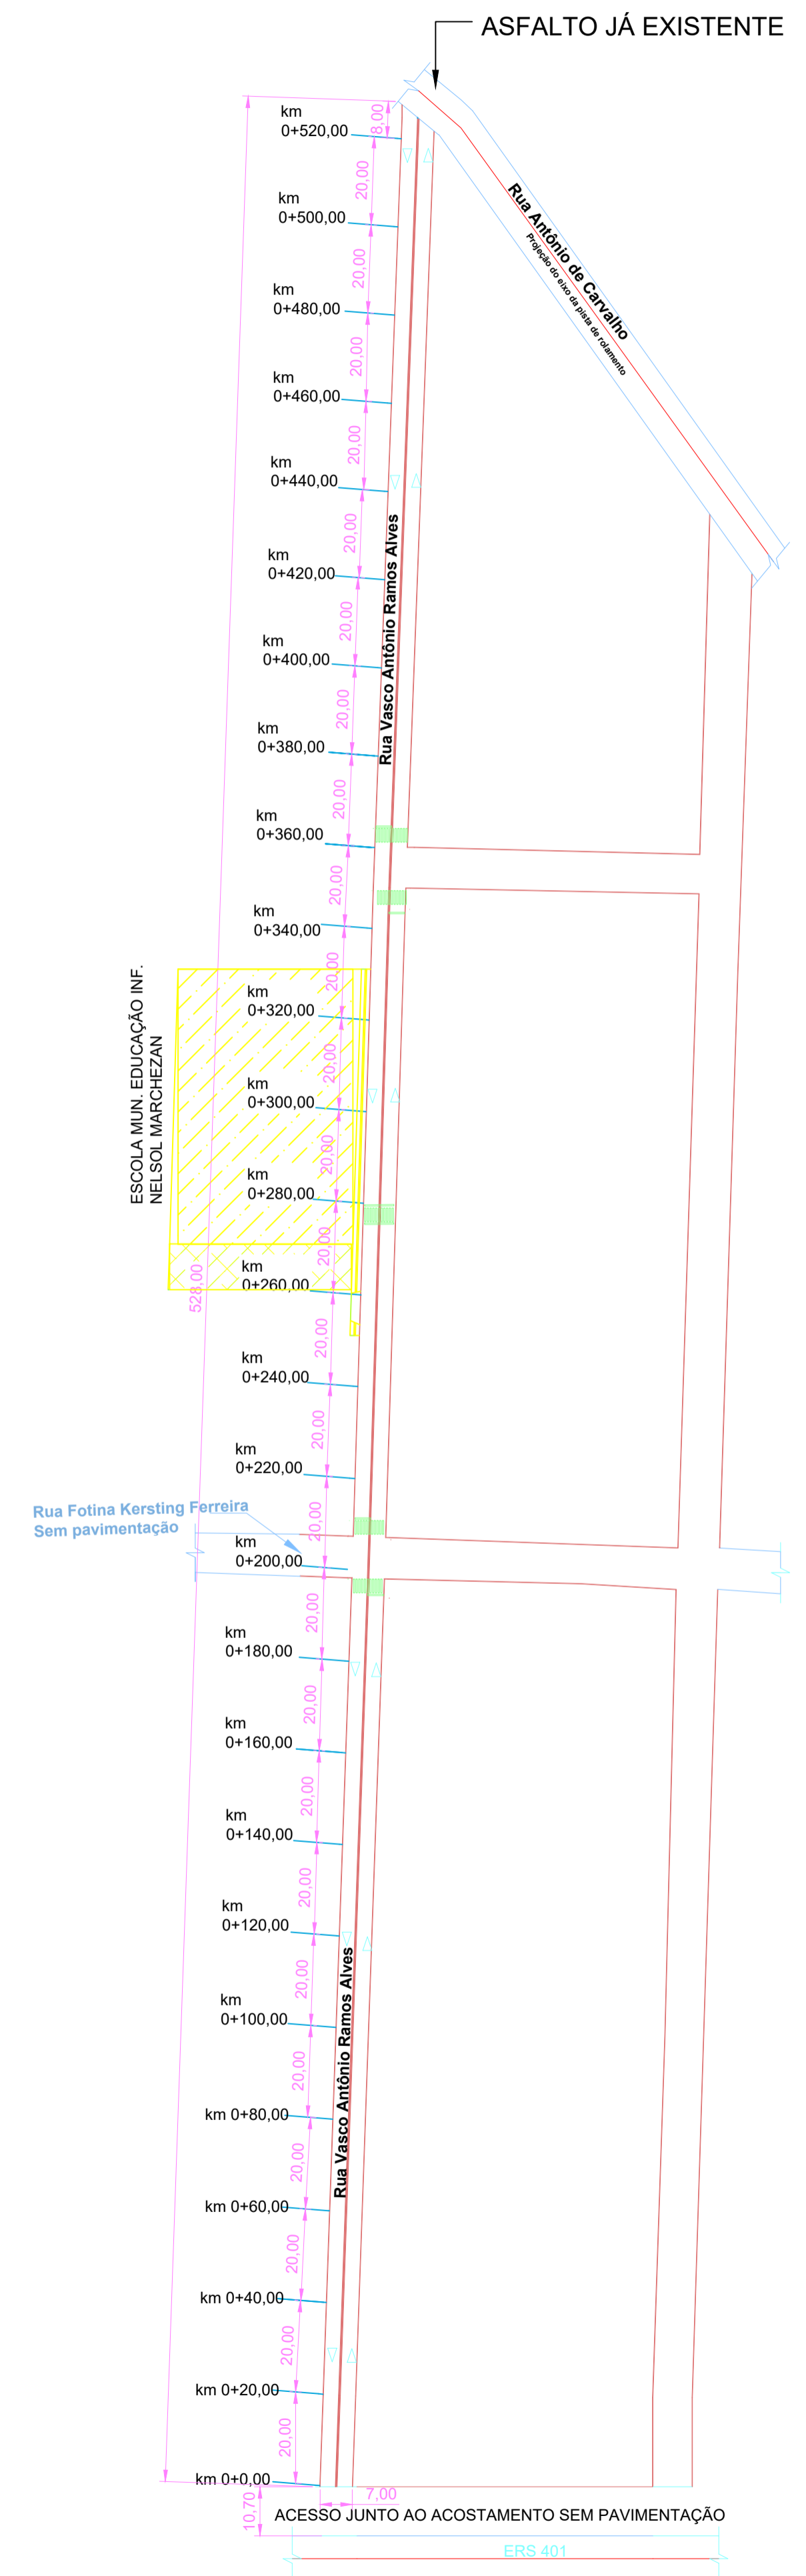 ASFALTO JÁ EXISTENTE
km
0+520,00
8,00
20,00
km
0+500,00
20,00
Rua Antônio de Carvalho
Projeção do eixo da pista de rolamento
km
0+480,00
20,00
km
0+460,00
20,00
km
0+440,00
20,00
Rua Vasco Antônio Ramos Alves
km
0+420,00
20,00
km
0+400,00
20,00
km
0+380,00
20,00
km
0+360,00
20,00
km
0+340,00
20,00
ESCOLA MUN. EDUCAÇÃO INF.
NELSOL MARCHEZAN
km
0+320,00
20,00
km
0+300,00
20,00
km
0+280,00
20,00
km
0+260,00
528,00
20,00
km
0+240,00
20,00
km
0+220,00
20,00
Rua Fotina Kersting Ferreira
Sem pavimentação
km
0+200,00
20,00
km
0+180,00
20,00
km
0+160,00
20,00
km
0+140,00
20,00
km
0+120,00
20,00
Rua Vasco Antônio Ramos Alves
km
0+100,00
20,00
km 0+80,00
20,00
km 0+60,00
20,00
km 0+40,00
20,00
km 0+20,00
20,00
km 0+0,00
7,00
10,70
ACESSO JUNTO AO ACOSTAMENTO SEM PAVIMENTAÇÃO
ERS 401